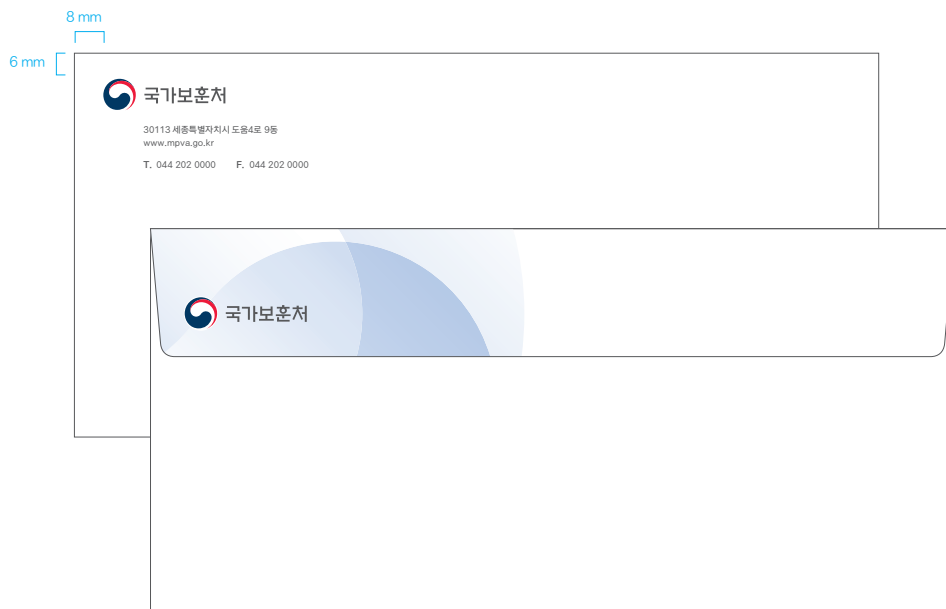 8 mm
6 mm
국가보훈처
30113 세종특별자치시 도움4로 9동
www.mpva.go.kr
T. 044 202 0000 F. 044 202 0000
국가보훈처